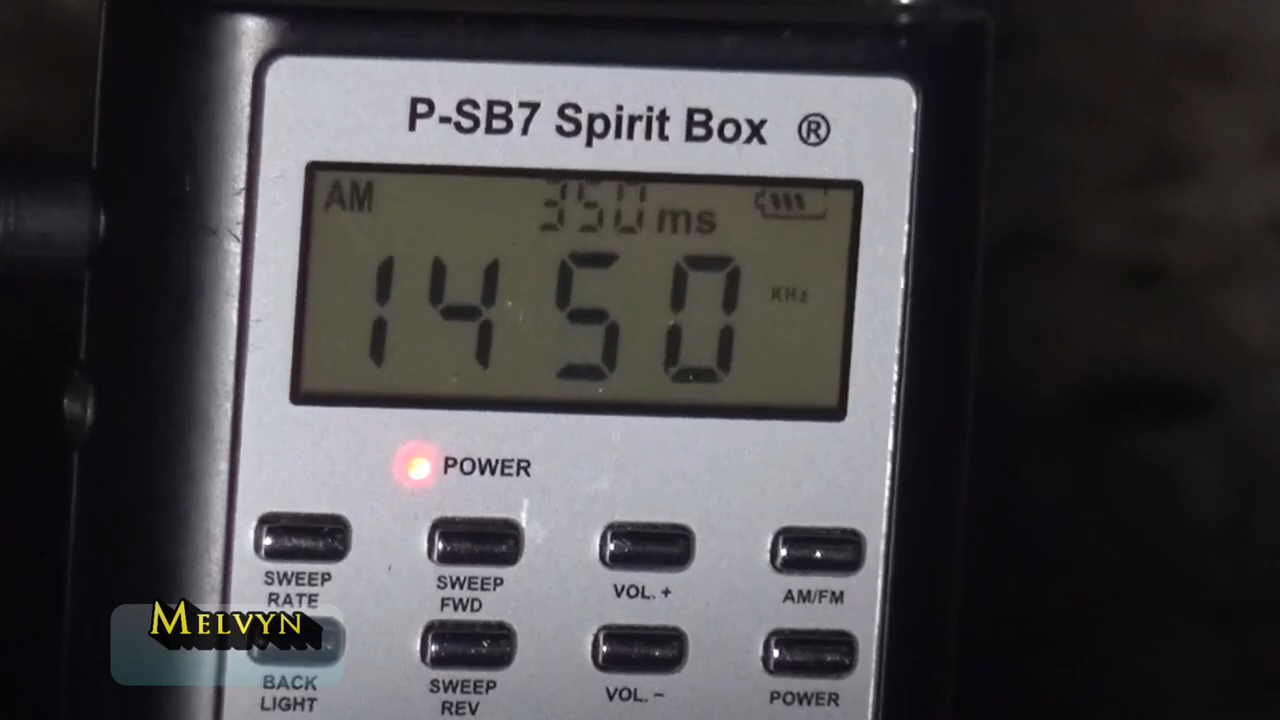 P-SB7 Spirit Box ®
AM 350 ms
1450 KHz
POWER
SWEEP RATE
SWEEP FWD
VOL. +
AM/FM
MELVYN
BACK LIGHT
SWEEP REV
VOL. –
POWER